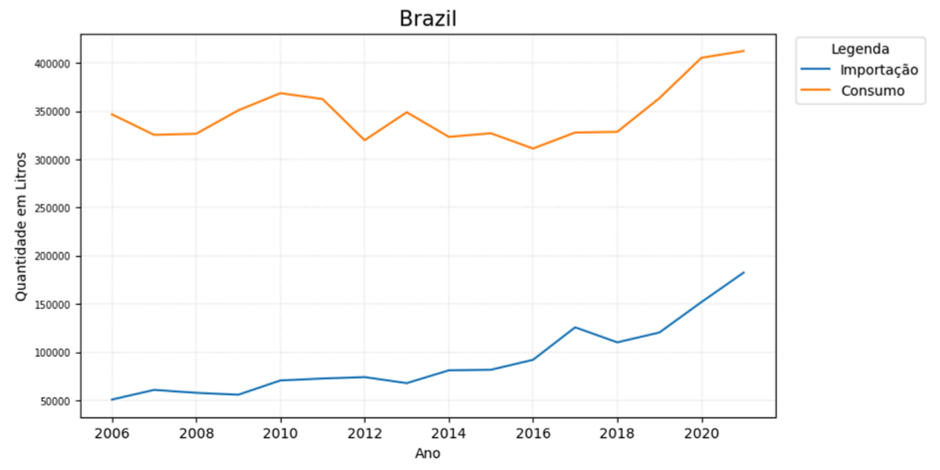 Brazil
Legenda
Importação
Consumo
Quantidade em Litros
400000
350000
300000
250000
200000
150000
100000
50000
2006 2008 2010 2012 2014 2016 2018 2020
Ano